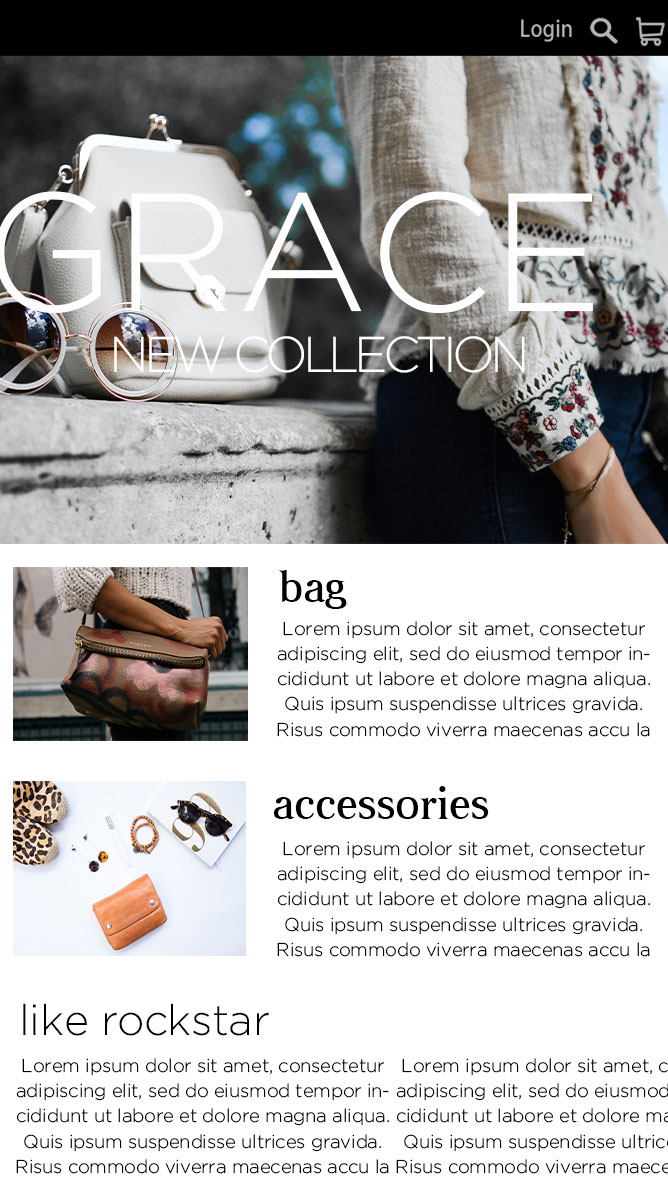 Login
GRACE
NEW COLLECTION
bag
Lorem ipsum dolor sit amet, consectetur
adipiscing elit, sed do eiusmod tempor in-
cididunt ut labore et dolore magna aliqua.
Quis ipsum suspendisse ultrices gravida.
Risus commodo viverra maecenas accu la
accessories
Lorem ipsum dolor sit amet, consectetur
adipiscing elit, sed do eiusmod tempor in-
cididunt ut labore et dolore magna aliqua.
Quis ipsum suspendisse ultrices gravida.
Risus commodo viverra maecenas accu la
like rockstar
Lorem ipsum dolor sit amet, consectetur
adipiscing elit, sed do eiusmod tempor in-
cididunt ut labore et dolore magna aliqua.
Quis ipsum suspendisse ultrices gravida.
Risus commodo viverra maecenas accu la
Lorem ipsum dolor sit amet, c
adipiscing elit, sed do eiusmod
cididunt ut labore et dolore ma
Quis ipsum suspendisse ultric
Risus commodo viverra maece